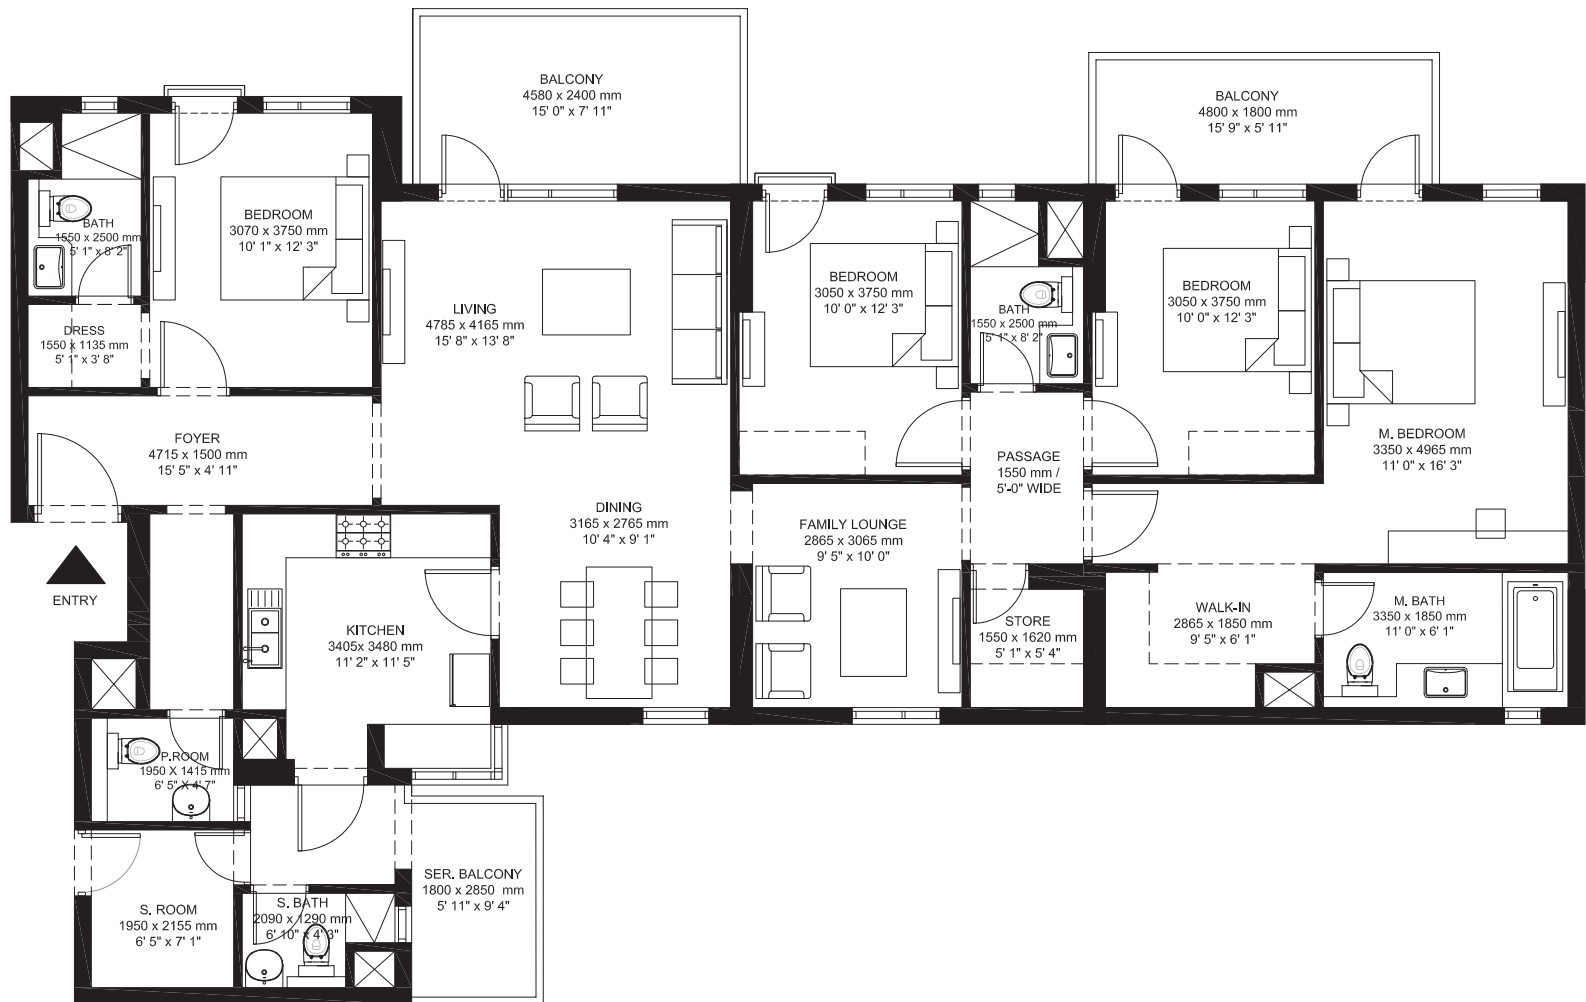 BALCONY
4580 x 2400 mm
15' 0" x 7' 11"
BALCONY
4800 x 1800 mm
15' 9" x 5' 11"
BATH
1550 x 2500 mm
5' 1" x 8' 2"
BEDROOM
3070 x 3750 mm
10' 1" x 12' 3"
DRESS
1550 x 1135 mm
5' 1" x 3' 8"
LIVING
4785 x 4165 mm
15' 8" x 13' 8"
BEDROOM
3050 x 3750 mm
10' 0" x 12' 3"
BATH
1550 x 2500 mm
5' 1" x 8' 2"
BEDROOM
3050 x 3750 mm
10' 0" x 12' 3"
M. BEDROOM
3350 x 4965 mm
11' 0" x 16' 3"
FOYER
4715 x 1500 mm
15' 5" x 4' 11"
PASSAGE
1550 mm /
5'-0" WIDE
DINING
3165 x 2765 mm
10' 4" x 9' 1"
FAMILY LOUNGE
2865 x 3065 mm
9' 5" x 10' 0"
ENTRY
KITCHEN
3405x 3480 mm
11' 2" x 11' 5"
STORE
1550 x 1620 mm
5' 1" x 5' 4"
WALK-IN
2865 x 1850 mm
9' 5" x 6' 1"
M. BATH
3350 x 1850 mm
11' 0" x 6' 1"
P.ROOM
1950 X 1415 mm
6' 5" X 4' 7"
SER. BALCONY
1800 x 2850 mm
5' 11" x 9' 4"
S. ROOM
1950 x 2155 mm
6' 5" x 7' 1"
S. BATH
2090 x 1290 mm
6' 10" x 4' 3"